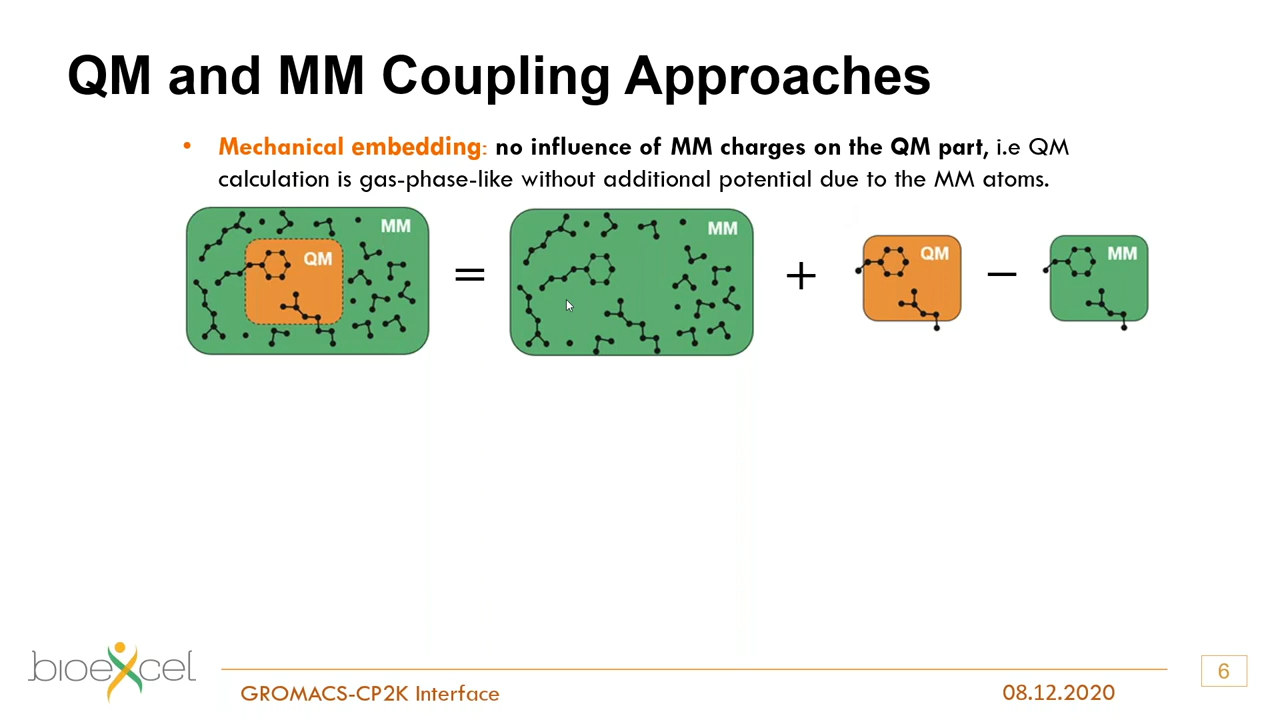 QM and MM Coupling Approaches
• Mechanical embedding: no influence of MM charges on the QM part, i.e QM
calculation is gas-phase-like without additional potential due to the MM atoms.
MM
QM
=
MM
+
QM
−
MM
bioexcel
GROMACS-CP2K Interface
08.12.2020
6